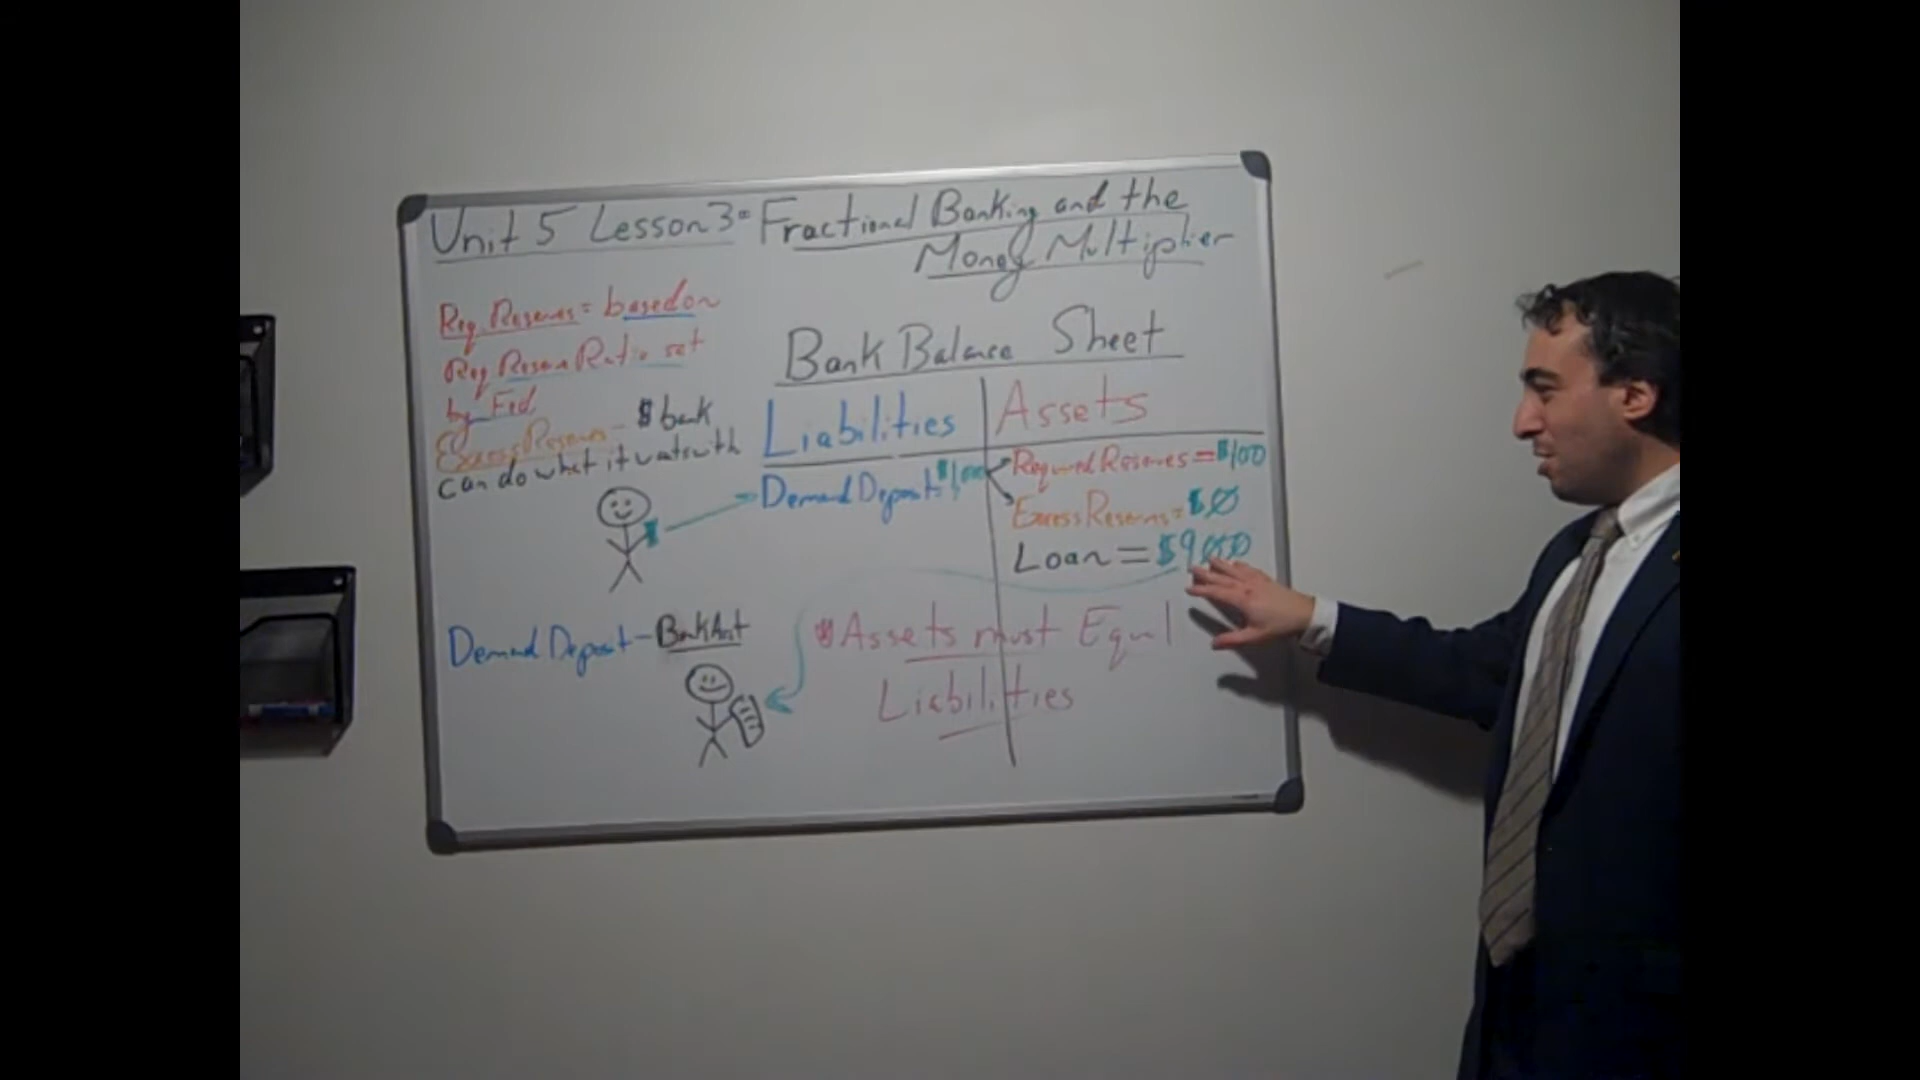 Unit 5 Lesson 3 = Fractional Banking and the
Money Multiplier
Req. Reserves = based on
Req Reserve Ratio set
by Fed
Excess Reserves - $ bank
can do what it wants with
Bank Balance Sheet
Liabilities
Assets
Demand Deposits
Required Reserves = $100
Excess Reserves = $0
Loan = $900
Demand Deposit - Bank Acct
Assets must Equal
Liabilities